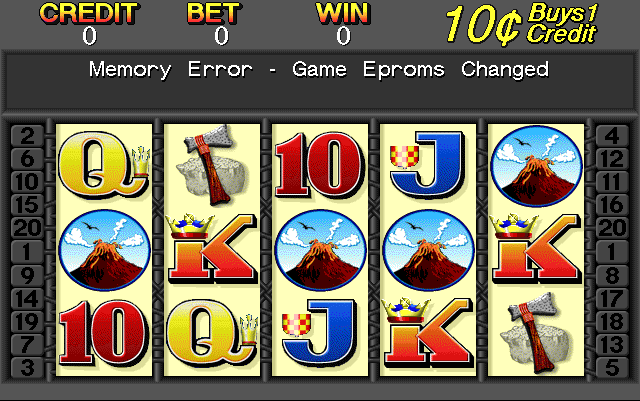 CREDIT BET WIN 10¢ Buys 1
0 0 0 Credit
Memory Error - Game Eproms Changed
2 4
6 Q 10 J 12
10 11
15 16
20 20
1 K K 1
9 8
14 17
19 18
7 10 Q J K 13
3 5